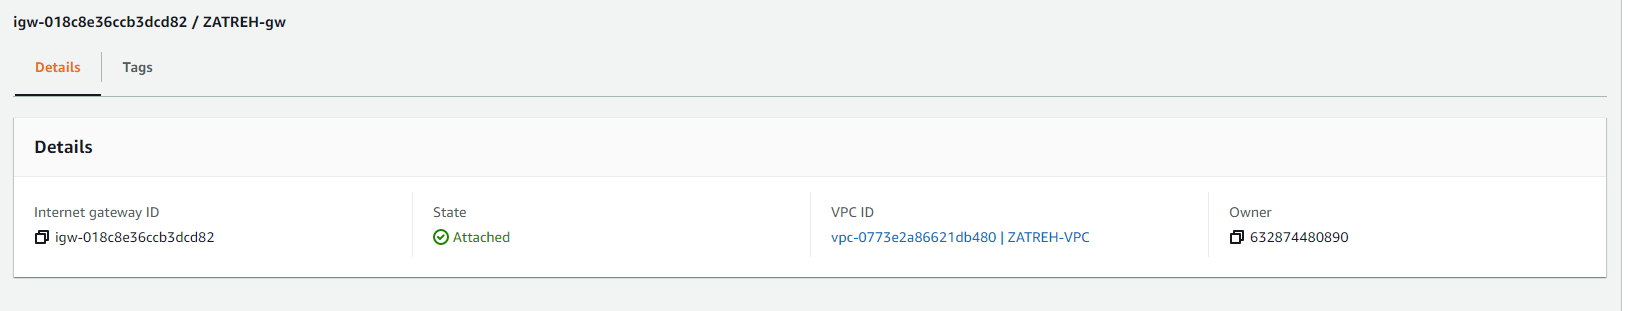 igw-018c8e36ccb3dcd82 / ZATREH-gw
Details
Tags
Details
Internet gateway ID
igw-018c8e36ccb3dcd82
State
Attached
VPC ID
vpc-0773e2a86621db480 | ZATREH-VPC
Owner
632874480890